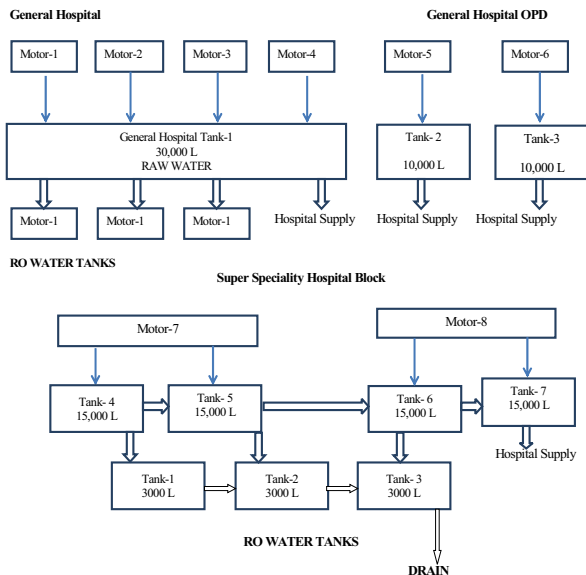 General Hospital
General Hospital OPD
Motor-1
Motor-2
Motor-3
Motor-4
Motor-5
Motor-6
General Hospital Tank-1
30,000 L
RAW WATER
Tank- 2
10,000 L
Tank-3
10,000 L
Motor-1
Motor-1
Motor-1
Hospital Supply
Hospital Supply
Hospital Supply
RO WATER TANKS
Super Speciality Hospital Block
Motor-7
Motor-8
Tank- 4
15,000 L
Tank- 5
15,000 L
Tank- 6
15,000 L
Tank- 7
15,000 L
Hospital Supply
Tank-1
3000 L
Tank-2
3000 L
Tank- 3
3000 L
RO WATER TANKS
DRAIN